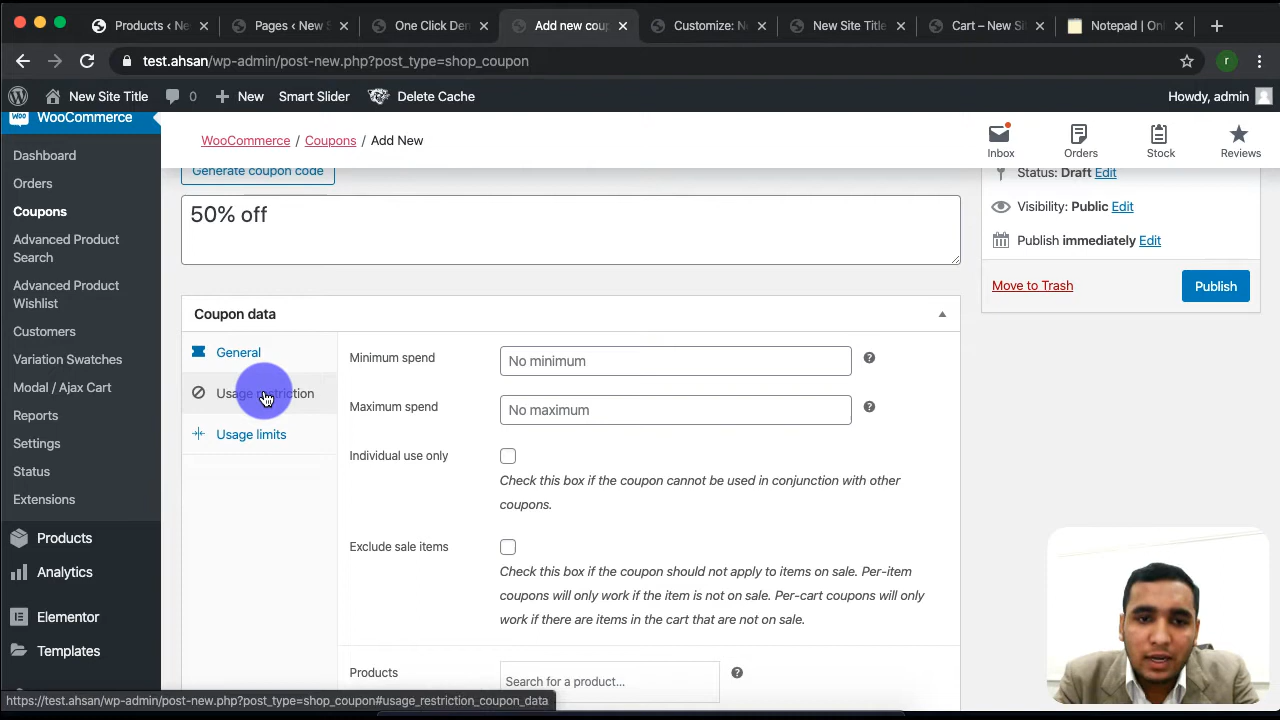 Products ‹ Ne
Pages ‹ New S
One Click De
Add new coup
Customize: N
New Site Title
Cart – New Si
Notepad | Onl
test.ahsan/wp-admin/post-new.php?post_type=shop_coupon
r
New Site Title
0
New
Smart Slider
Delete Cache
Howdy, admin
WooCommerce
WooCommerce / Coupons / Add New
Inbox
Orders
Stock
Reviews
Dashboard
Orders
Coupons
Advanced Product
Search
Advanced Product
Wishlist
Customers
Variation Swatches
Modal / Ajax Cart
Reports
Settings
Status
Extensions
Products
Analytics
Elementor
Templates
Generate coupon code
50% off
Status: Draft Edit
Visibility: Public Edit
Publish immediately Edit
Move to Trash
Publish
Coupon data
General
Usage restriction
Usage limits
Minimum spend
No minimum
Maximum spend
No maximum
Individual use only
Check this box if the coupon cannot be used in conjunction with other
coupons.
Exclude sale items
Check this box if the coupon should not apply to items on sale. Per-item
coupons will only work if the item is not on sale. Per-cart coupons will only
work if there are items in the cart that are not on sale.
Products
Search for a product...
https://test.ahsan/wp-admin/post-new.php?post_type=shop_coupon#usage_restriction_coupon_data